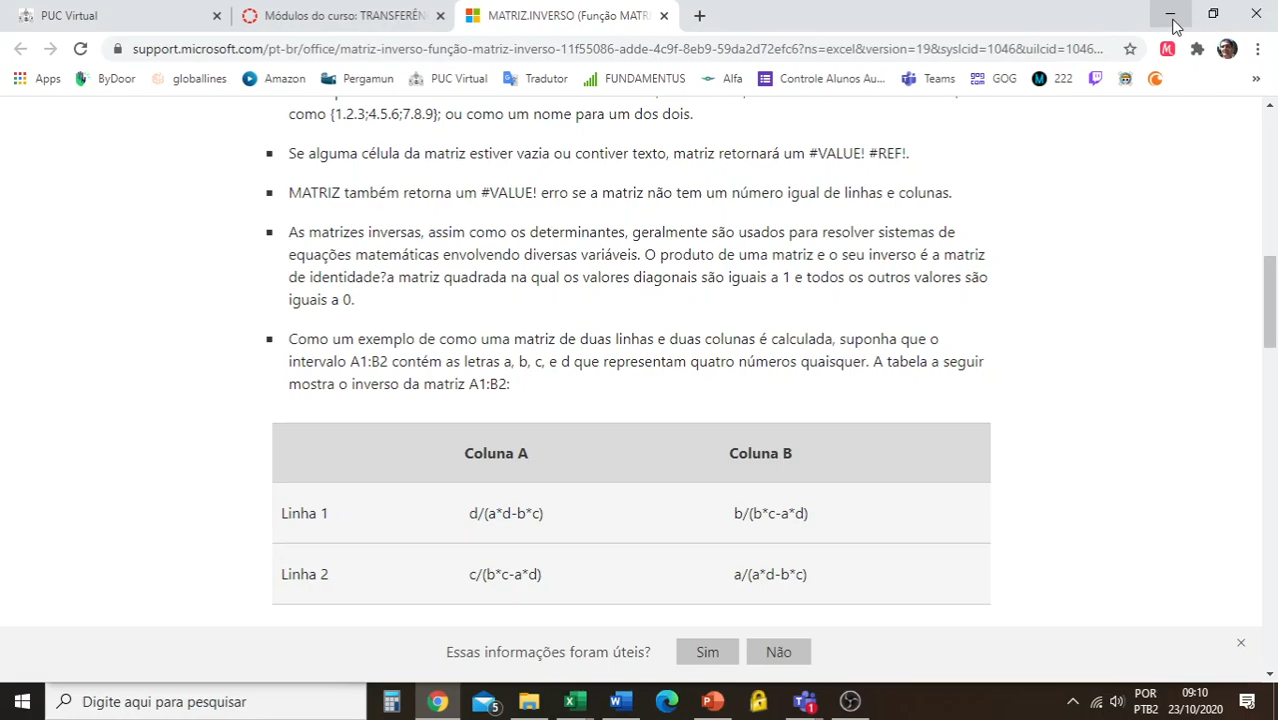 PUC Virtual
Módulos do curso: TRANSFERÊN
MATRIZ.INVERSO (Função MATR
support.microsoft.com/pt-br/office/matriz-inverso-função-matriz-inverso-11f55086-adde-4c9f-8eb9-59da2d72efc6?ns=excel&version=19&syslcid=1046&uilcid=1046...
Apps ByDoor globallines Amazon Pergamun PUC Virtual Tradutor FUNDAMENTUS Alfa Controle Alunos Au... Teams GOG 222 »
como {1.2.3;4.5.6;7.8.9}; ou como um nome para um dos dois.
Se alguma célula da matriz estiver vazia ou contiver texto, matriz retornará um #VALUE! #REF!.
MATRIZ também retorna um #VALUE! erro se a matriz não tem um número igual de linhas e colunas.
As matrizes inversas, assim como os determinantes, geralmente são usados para resolver sistemas de
equações matemáticas envolvendo diversas variáveis. O produto de uma matriz e o seu inverso é a matriz
de identidade?a matriz quadrada na qual os valores diagonais são iguais a 1 e todos os outros valores são
iguais a 0.
Como um exemplo de como uma matriz de duas linhas e duas colunas é calculada, suponha que o
intervalo A1:B2 contém as letras a, b, c, e d que representam quatro números quaisquer. A tabela a seguir
mostra o inverso da matriz A1:B2:
Coluna A Coluna B
Linha 1 d/(a*d-b*c) b/(b*c-a*d)
Linha 2 c/(b*c-a*d) a/(a*d-b*c)
Essas informações foram úteis? Sim Não
Digite aqui para pesquisar
5
1
POR
PTB2
09:10
23/10/2020